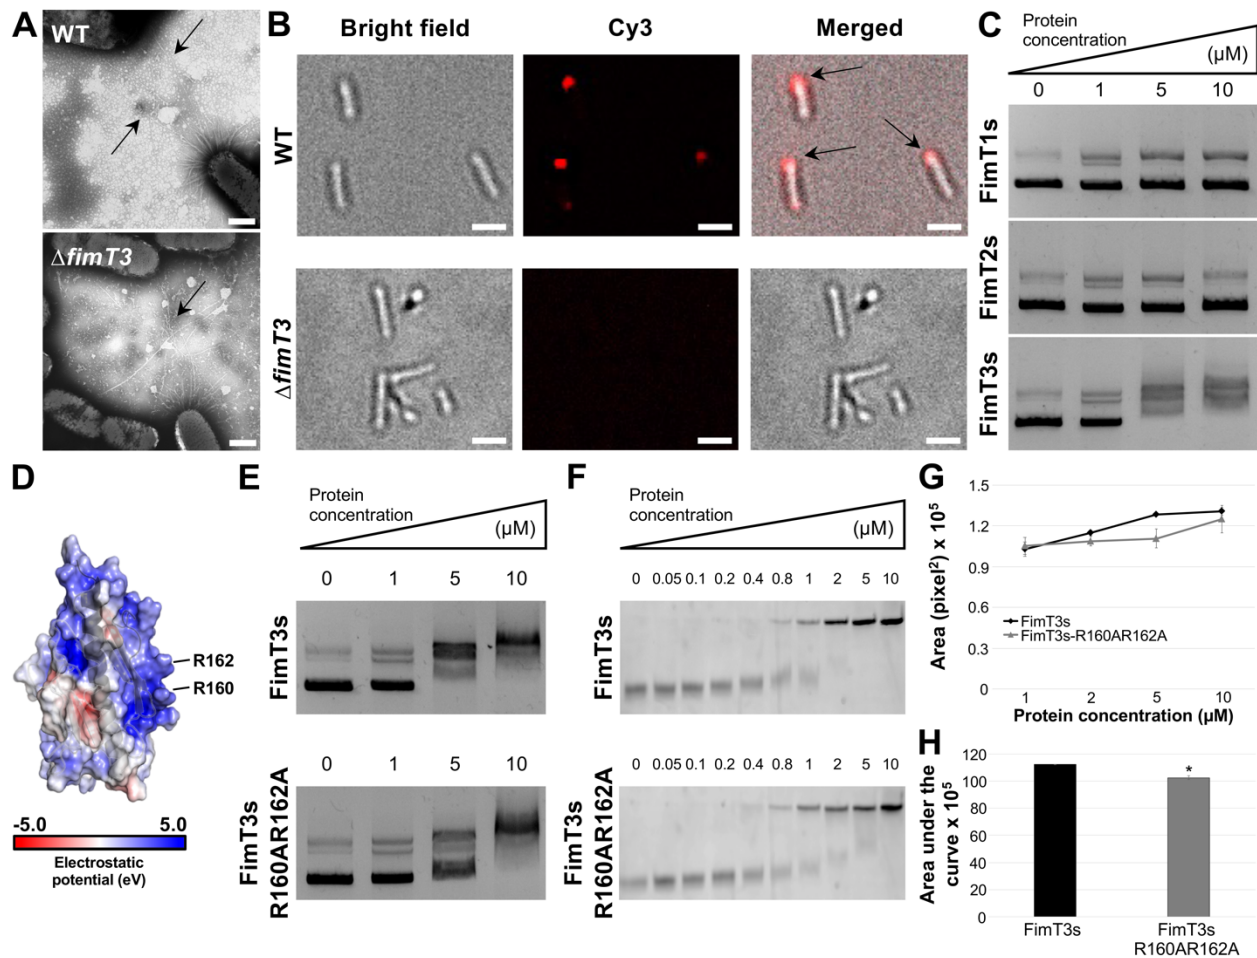 A
WT
ΔfimT3
B
Bright field
Cy3
Merged
WT
ΔfimT3
C
Protein
concentration
(μM)
0 1 5 10
FimT1s
FimT2s
FimT3s
D
R162
R160
-5.0 5.0
Electrostatic
potential (eV)
E
Protein
concentration
(μM)
0 1 5 10
FimT3s
0 1 5 10
FimT3s
R160AR162A
F
Protein
concentration
(μM)
0 0.05 0.1 0.2 0.4 0.8 1 2 5 10
FimT3s
0 0.05 0.1 0.2 0.4 0.8 1 2 5 10
FimT3s
R160AR162A
G
Area (pixel²) x 10⁵
1.5
1.2
0.9
0.6
0.3
0
FimT3s
FimT3s-R160AR162A
1 2 5 10
Protein concentration (μM)
H
Area under the
curve x 10⁵
120
100
80
60
40
20
0
*
FimT3s
FimT3s
R160AR162A